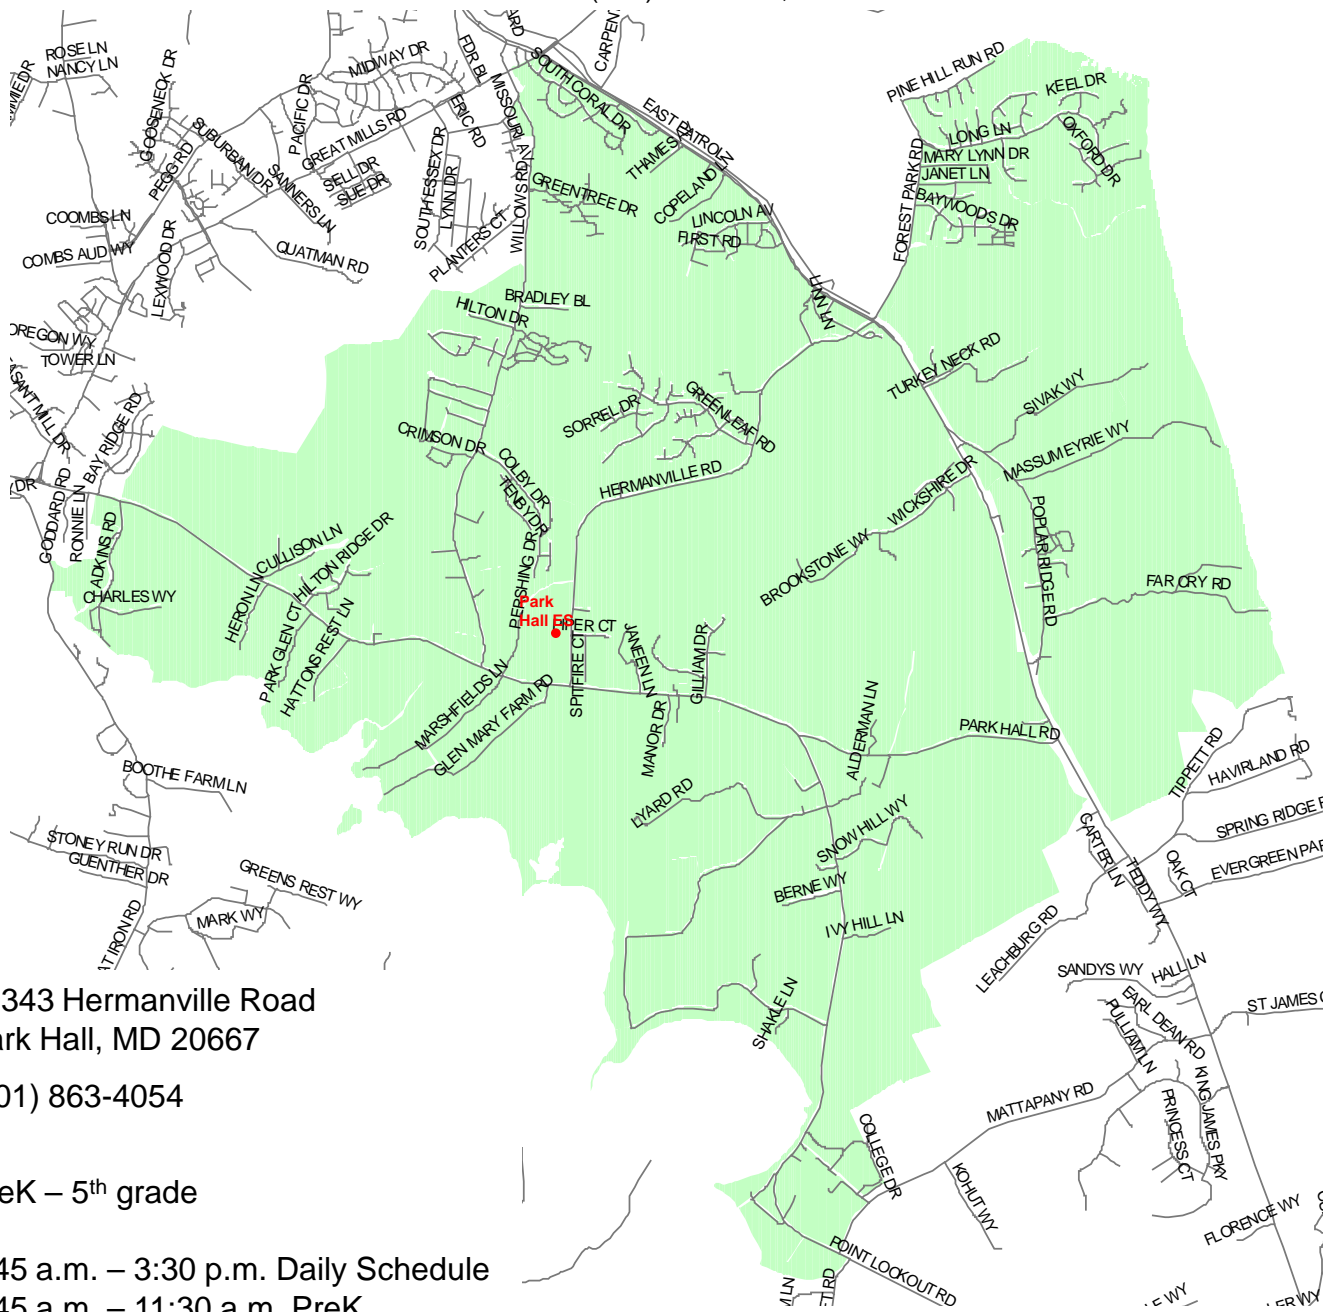 ROSE LN
NANCY LN
GOOSENECK DR
MIDWAY DR
PACIFIC DR
FDR BL
ERIC RD
MISSOURI AV
SOUTH CORAL DR
CARPEN
EAST PATROL
PINE HILL RUN RD
KEEL DR
LONG LN
OXFORD DR
MARY LYNN DR
JANET LN
BAYWOODS DR
FOREST PARK RD
SUBURBAN DR
PEGG RD
GREAT MILLS RD
SELL DR
SUE DR
SANNERS LN
SOUTH ESSEX DR
LYNN DR
WILLOWS RD
THAMES
COPELAND
GREENTREE DR
LINCOLN AV
FIRST RD
PLANTERS CT
COOMBS LN
COMBS AUD WY
LEXWOOD DR
QUATMAN RD
BRADLEY BL
HILTON DR
LINN LN
OREGON WY
TOWER LN
TURKEY NECK RD
SIVAK WY
SORREL DR
GREENLEAF RD
BAY RIDGE RD
CRIMSON DR
COLBY DR
TENBY DR
MASSUM EYRIE WY
HERMANVILLE RD
WICKSHIRE DR
GODDARD RD
RONNIE LN
ADKINS RD
CULLISON LN
HILTON RIDGE DR
BROOKSTONE WY
POPLAR RIDGE RD
FAR CRY RD
CHARLES WY
HERON LN
PARK GLEN CT
HATTONS REST LN
PERSHING DR
Park
Hall ES
SPITFIRE CT
JANEEN LN
GILLIAM DR
MARSHFIELDS LN
GLEN MARY FARM RD
MANOR DR
ALDERMAN LN
PARK HALL RD
TIPPETT RD
HAVIRLAND RD
BOOTHE FARM LN
LYARD RD
SNOW HILL WY
CARTER LN
SPRING RIDGE
STONEY RUN DR
GUENTHER DR
GREENS REST WY
BERNE WY
TEDDY WY
OAK CT
EVERGREEN PAR
MARK WY
IVY HILL LN
LEACHBURG RD
SANDYS WY
HALL LN
AT IRON RD
SHAKLE LN
EARL DEAN RD
PULLIAM LN
ST JAMES
343 Hermanville Road
ark Hall, MD 20667
01) 863-4054
MATTAPANY RD
KING JAMES PKY
PRINCESS CT
COLLEGE DR
KOHUT WY
eK – 5th grade
FLORENCE WY
POINT LOOKOUT RD
45 a.m. – 3:30 p.m. Daily Schedule
45 a.m. – 11:30 a.m. PreK